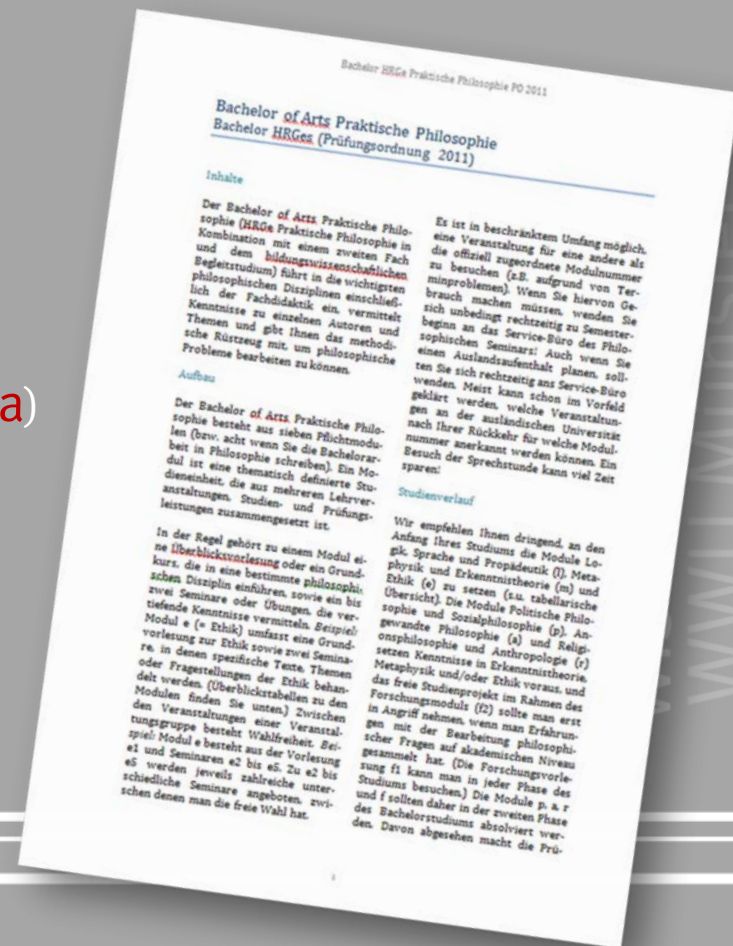 a)
Bachelor HRGe Praktische Philosophie PO 2011
Bachelor of Arts Praktische Philosophie
Bachelor HRGes (Prüfungsordnung 2011)
Inhalte
Der Bachelor of Arts Praktische Philo-
sophie (HRGe Praktische Philosophie in
Kombination mit einem zweiten Fach
und dem bildungswissenschaftlichen
Begleitstudium) führt in die wichtigsten
philosophischen Disziplinen einschließ-
lich der Fachdidaktik ein, vermittelt
Kenntnisse zu einzelnen Autoren und
Themen und gibt Ihnen das methodi-
sche Rüstzeug mit, um philosophische
Probleme bearbeiten zu können.
Aufbau
Der Bachelor of Arts Praktische Philo-
sophie besteht aus sieben Pflichtmodu-
len (bzw. acht wenn Sie die Bachelorar-
beit in Philosophie schreiben). Ein Mo-
dul ist eine thematisch definierte Stu-
dieneinheit, die aus mehreren Lehrver-
anstaltungen, Studien- und Prüfungs-
leistungen zusammengesetzt ist.
In der Regel gehört zu einem Modul ei-
ne Überblicksvorlesung oder ein Grund-
kurs, die in eine bestimmte philosophi-
schen Disziplin einführen, sowie ein bis
zwei Seminare oder Übungen, die ver-
tiefende Kenntnisse vermitteln. Beispiel:
Modul e (= Ethik) umfasst eine Grund-
vorlesung zur Ethik sowie zwei Semina-
re, in denen spezifische Texte, Themen
oder Fragestellungen der Ethik behan-
delt werden. (Überblickstabellen zu den
Modulen finden Sie unten.) Zwischen
den Veranstaltungen einer Veranstal-
tungsgruppe besteht Wahlfreiheit. Bei-
spiel: Modul e besteht aus der Vorlesung
e1 und Seminaren e2 bis e5. Zu e2 bis
e5 werden jeweils zahlreiche unter-
schiedliche Seminare angeboten, zwi-
schen denen man die freie Wahl hat.
Es ist in beschränktem Umfang möglich,
eine Veranstaltung für eine andere als
die offiziell zugeordnete Modulnummer
zu besuchen (z.B. aufgrund von Ter-
minproblemen). Wenn Sie hiervon Ge-
brauch machen müssen, wenden Sie
sich unbedingt rechtzeitig zu Semester-
beginn an das Service-Büro des Philo-
sophischen Seminars! Auch wenn Sie
einen Auslandsaufenthalt planen, soll-
ten Sie sich rechtzeitig ans Service-Büro
wenden. Meist kann schon im Vorfeld
geklärt werden, welche Veranstaltun-
gen an der ausländischen Universität
nach Ihrer Rückkehr für welche Modul-
nummer anerkannt werden können. Ein
Besuch der Sprechstunde kann viel Zeit
sparen!
Studienverlauf
Wir empfehlen Ihnen dringend, an den
Anfang Ihres Studiums die Module Lo-
gik, Sprache und Propädeutik (l), Meta-
physik und Erkenntnistheorie (m) und
Ethik (e) zu setzen (s.u. tabellarische
Übersicht). Die Module Politische Philo-
sophie und Sozialphilosophie (p), An-
gewandte Philosophie (a) und Religi-
onsphilosophie und Anthropologie (r)
setzen Kenntnisse in Erkenntnistheorie,
Metaphysik und/oder Ethik voraus, und
das freie Studienprojekt im Rahmen des
Forschungsmoduls (f2) sollte man erst
in Angriff nehmen, wenn man Erfahrun-
gen mit der Bearbeitung philosophi-
scher Fragen auf akademischen Niveau
gesammelt hat. (Die Forschungsvorle-
sung f1 kann man in jeder Phase des
Studiums besuchen.) Die Module p, a, r
und f sollten daher in der zweiten Phase
des Bachelorstudiums absolviert wer-
den. Davon abgesehen macht die Prü-